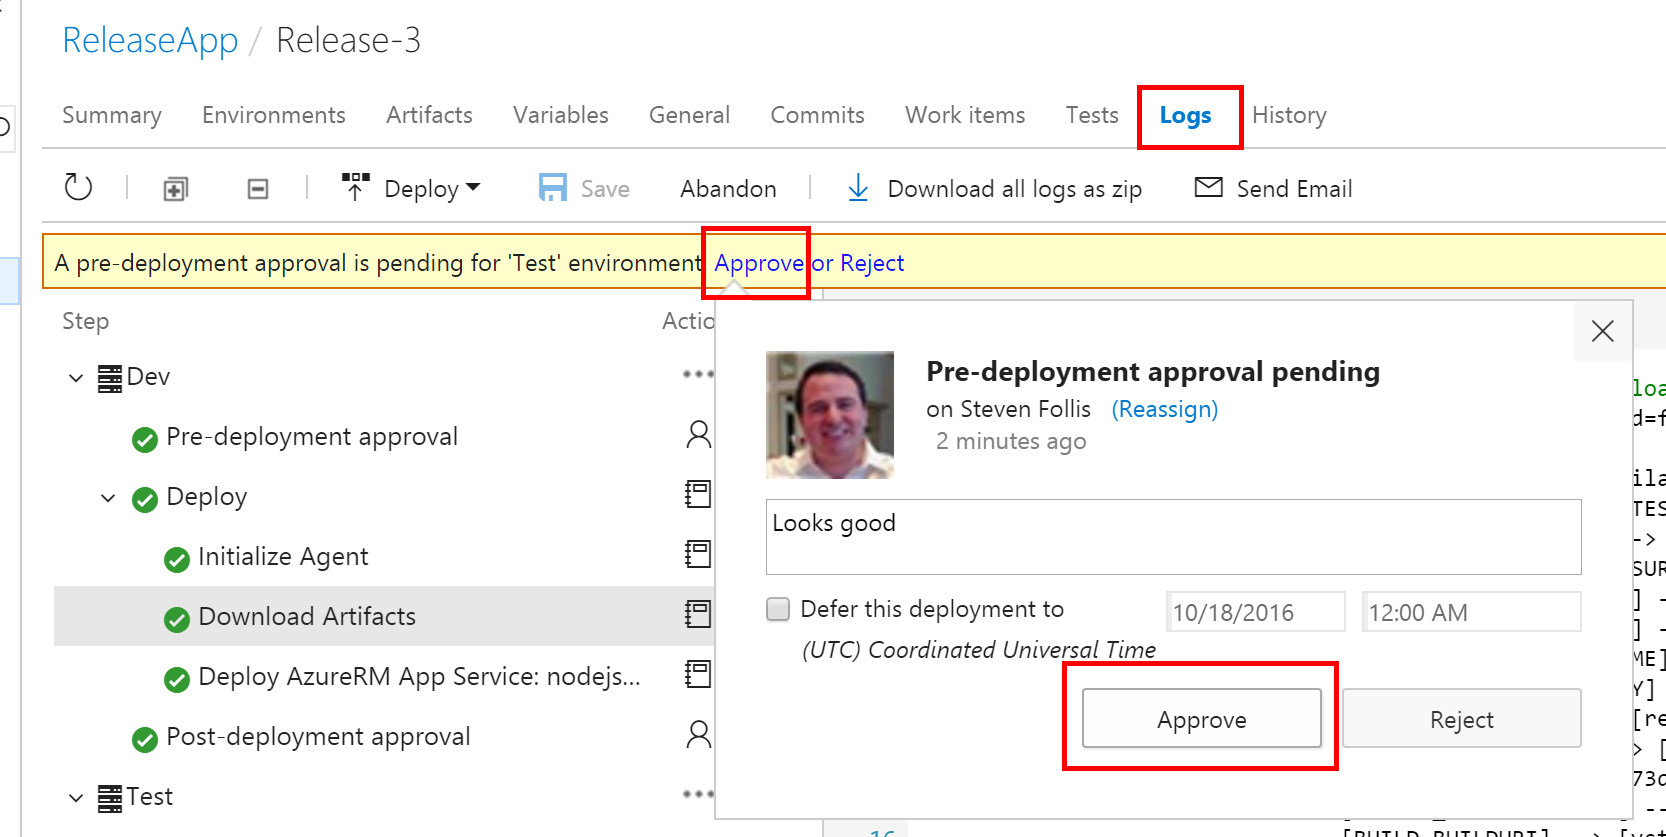 ReleaseApp / Release-3
Summary Environments Artifacts Variables General Commits Work items Tests Logs History
Deploy Save Abandon Download all logs as zip Send Email
A pre-deployment approval is pending for 'Test' environment Approve or Reject
Step Actio
Pre-deployment approval pending
on Steven Follis (Reassign)
2 minutes ago
Looks good
Defer this deployment to 10/18/2016 12:00 AM
(UTC) Coordinated Universal Time
Approve Reject
Dev
Pre-deployment approval
Deploy
Initialize Agent
Download Artifacts
Deploy AzureRM App Service: nodejs...
Post-deployment approval
Test
loa
d=f
ila
TES
->
SUR
] -
] -
ME]
Y]
[re
> [
73d
--
16